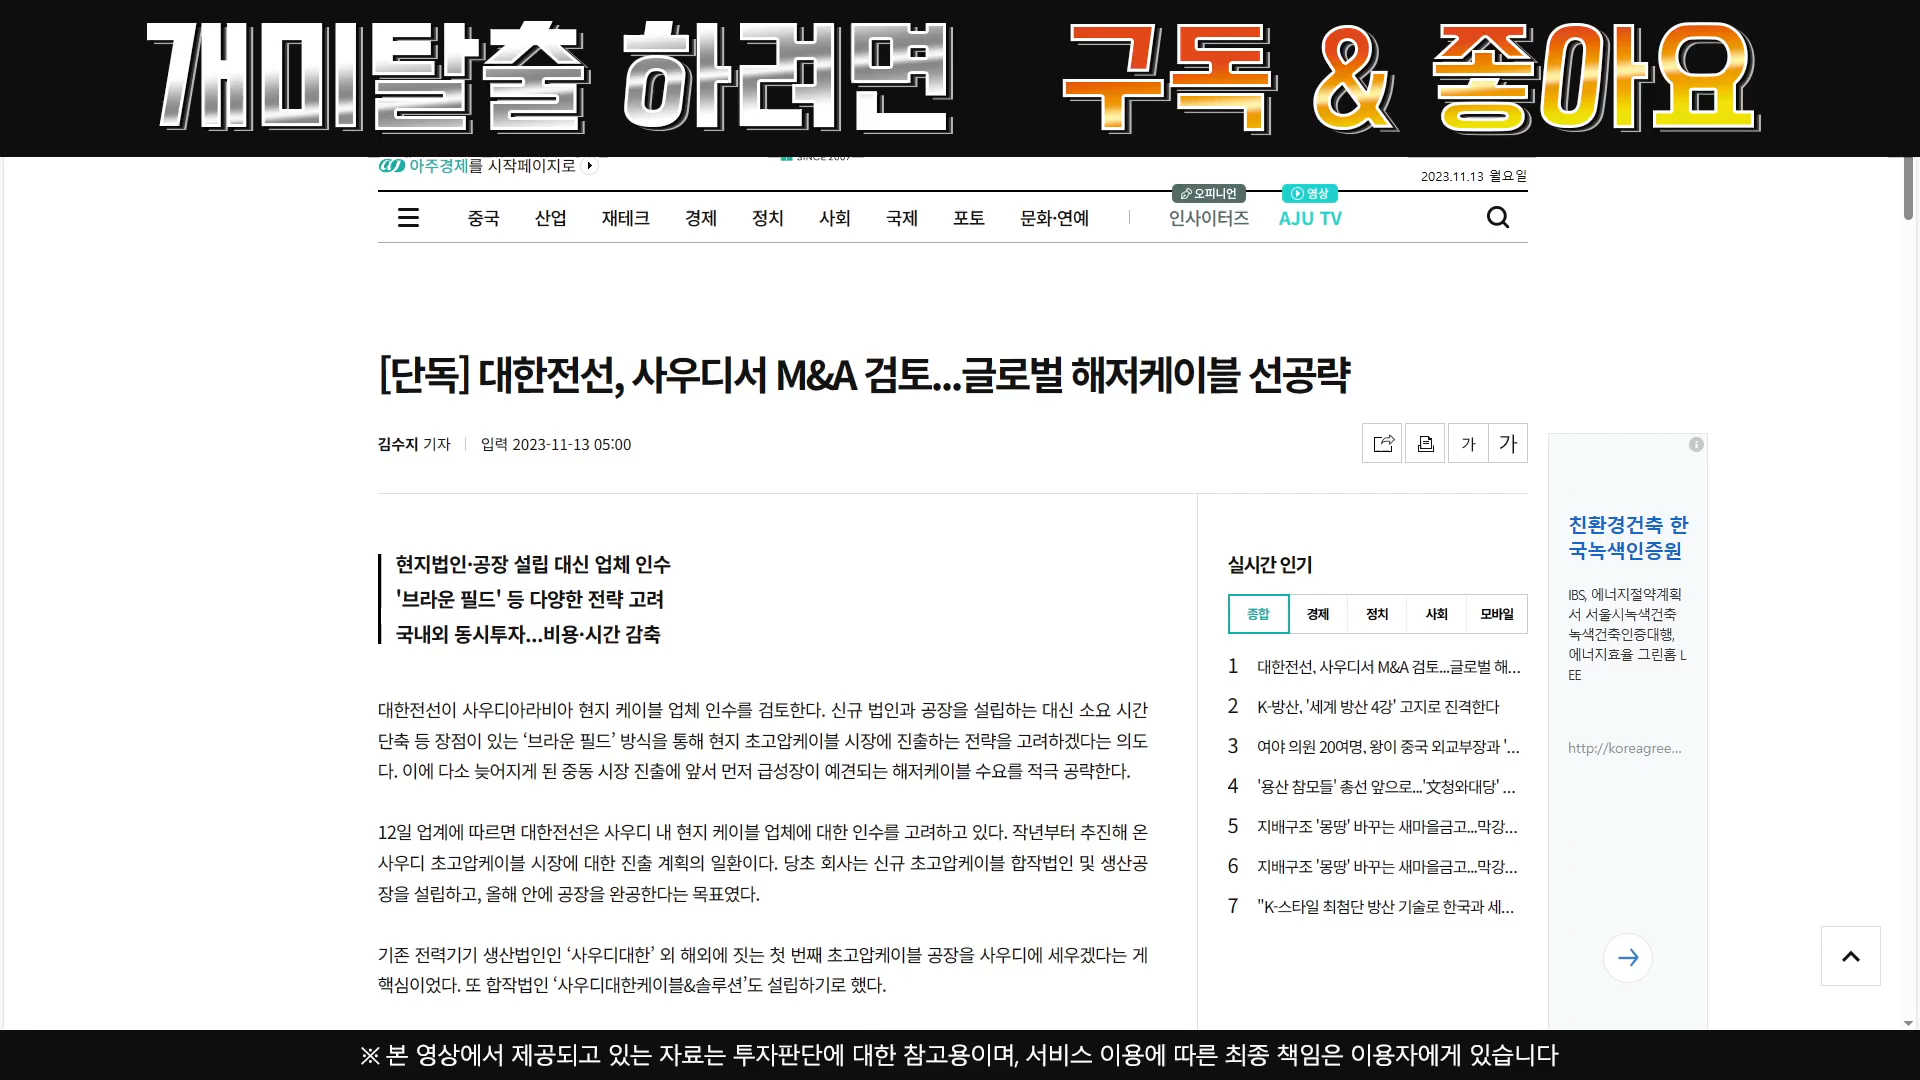 개미탈출 하려면 구독 & 좋아요
아주경제를 시작페이지로
SINCE 2007
2023.11.13 월요일
오피니언 영상
중국 산업 재테크 경제 정치 사회 국제 포토 문화·연예 인사이터즈 AJU TV
[단독] 대한전선, 사우디서 M&A 검토...글로벌 해저케이블 선공략
김수지 기자 입력 2023-11-13 05:00
가 가
현지법인·공장 설립 대신 업체 인수
'브라운 필드' 등 다양한 전략 고려
국내외 동시투자...비용·시간 감축
대한전선이 사우디아라비아 현지 케이블 업체 인수를 검토한다. 신규 법인과 공장을 설립하는 대신 소요 시간
단축 등 장점이 있는 ‘브라운 필드’ 방식을 통해 현지 초고압케이블 시장에 진출하는 전략을 고려하겠다는 의도
다. 이에 다소 늦어지게 된 중동 시장 진출에 앞서 먼저 급성장이 예견되는 해저케이블 수요를 적극 공략한다.
12일 업계에 따르면 대한전선은 사우디 내 현지 케이블 업체에 대한 인수를 고려하고 있다. 작년부터 추진해 온
사우디 초고압케이블 시장에 대한 진출 계획의 일환이다. 당초 회사는 신규 초고압케이블 합작법인 및 생산공
장을 설립하고, 올해 안에 공장을 완공한다는 목표였다.
기존 전력기기 생산법인인 ‘사우디대한’ 외 해외에 짓는 첫 번째 초고압케이블 공장을 사우디에 세우겠다는 게
핵심이었다. 또 합작법인 ‘사우디대한케이블&솔루션’도 설립하기로 했다.
실시간 인기
종합 경제 정치 사회 모바일
1 대한전선, 사우디서 M&A 검토...글로벌 해...
2 K-방산, '세계 방산 4강' 고지로 진격한다
3 여야 의원 20여명, 왕이 중국 외교부장과 '...
4 '용산 참모들' 총선 앞으로...'文청와대당' ...
5 지배구조 '몽땅' 바꾸는 새마을금고...막강...
6 지배구조 '몽땅' 바꾸는 새마을금고...막강...
7 "K-스타일 최첨단 방산 기술로 한국과 세...
친환경건축 한
국녹색인증원
IBS, 에너지절약계획
서 서울시녹색건축
녹색건축인증대행,
에너지효율 그린홈 L
EE
http://koreagree...
※ 본 영상에서 제공되고 있는 자료는 투자판단에 대한 참고용이며, 서비스 이용에 따른 최종 책임은 이용자에게 있습니다